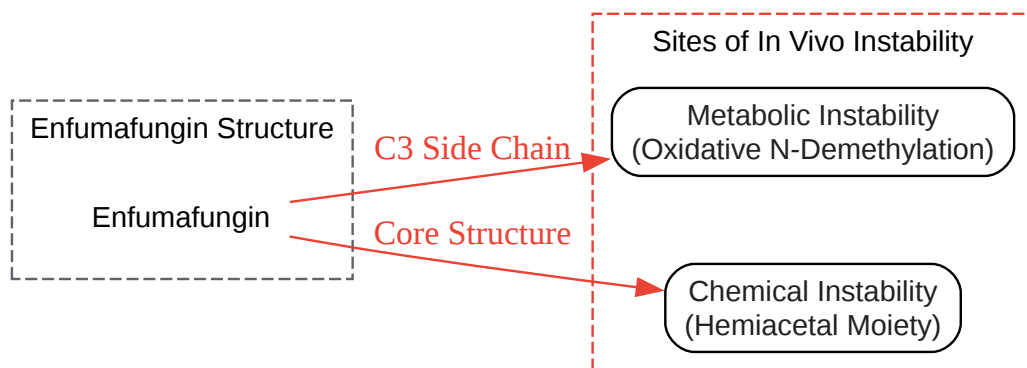 Sites of In Vivo Instability
Enfumafungin Structure
Enfumafungin
C3 Side Chain
Core Structure
Metabolic Instability
(Oxidative N-Demethylation)
Chemical Instability
(Hemiacetal Moiety)